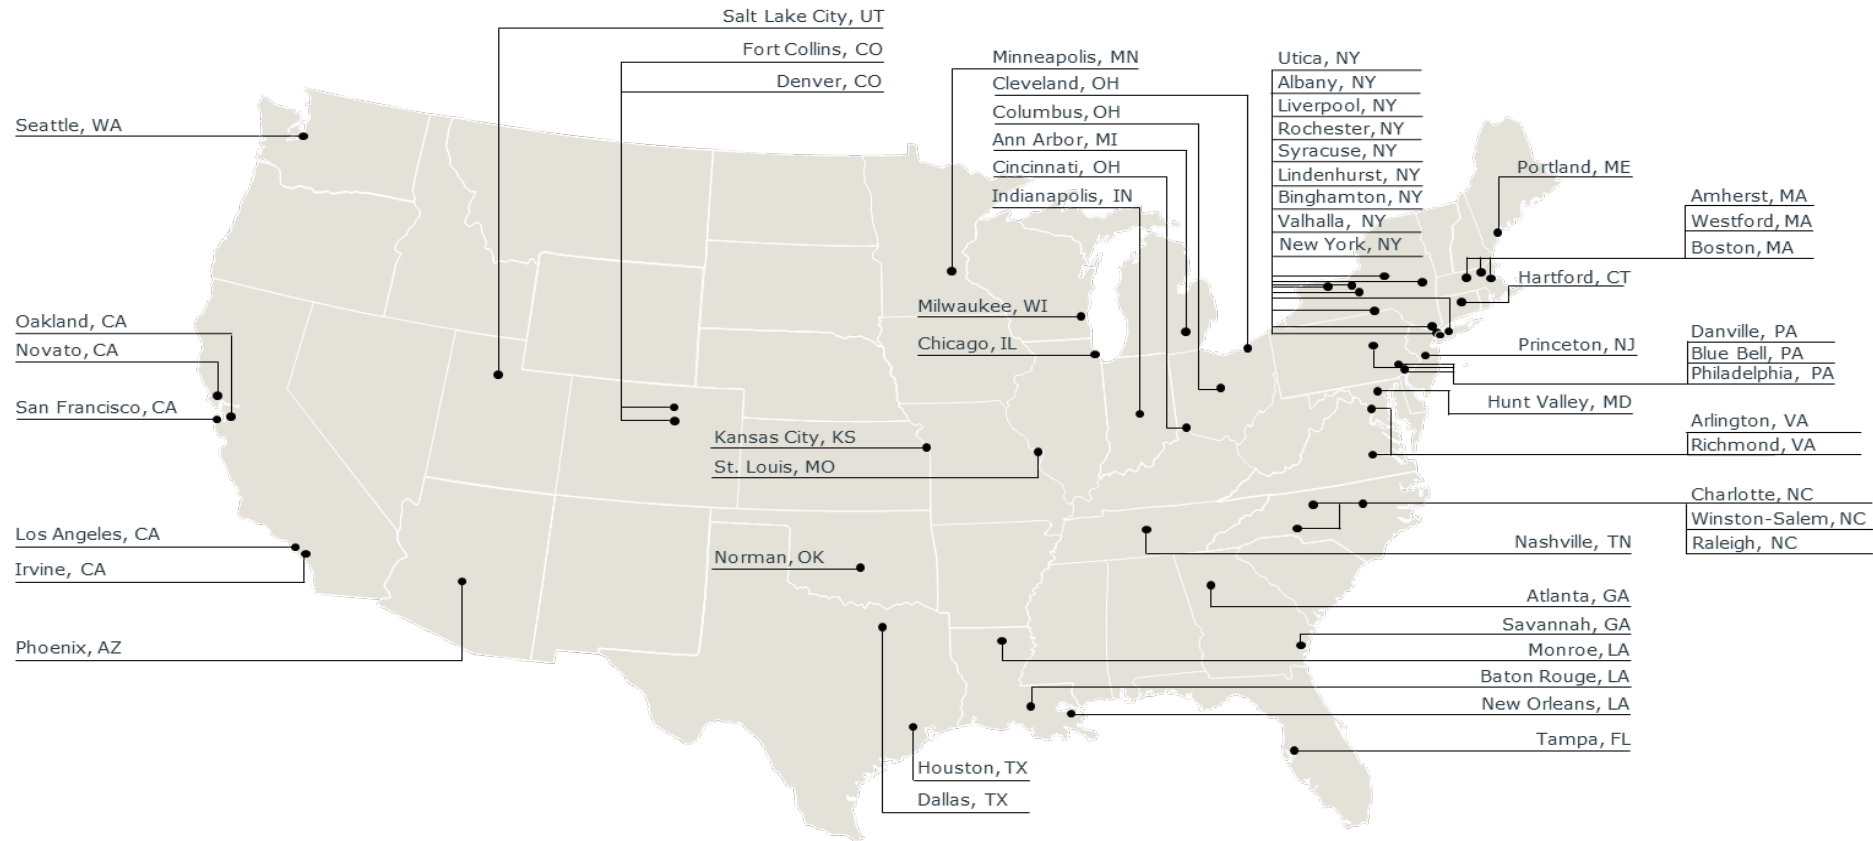 Salt Lake City, UT
Fort Collins, CO
Denver, CO
Seattle, WA
Oakland, CA
Novato, CA
San Francisco, CA
Los Angeles, CA
Irvine, CA
Phoenix, AZ
Minneapolis, MN
Cleveland, OH
Columbus, OH
Ann Arbor, MI
Cincinnati, OH
Indianapolis, IN
Milwaukee, WI
Chicago, IL
Kansas City, KS
St. Louis, MO
Norman, OK
Houston, TX
Dallas, TX
Utica, NY
Albany, NY
Liverpool, NY
Rochester, NY
Syracuse, NY
Lindenhurst, NY
Binghamton, NY
Valhalla, NY
New York, NY
Portland, ME
Amherst, MA
Westford, MA
Boston, MA
Hartford, CT
Princeton, NJ
Danville, PA
Blue Bell, PA
Philadelphia, PA
Hunt Valley, MD
Arlington, VA
Richmond, VA
Charlotte, NC
Winston-Salem, NC
Raleigh, NC
Nashville, TN
Atlanta, GA
Savannah, GA
Monroe, LA
Baton Rouge, LA
New Orleans, LA
Tampa, FL